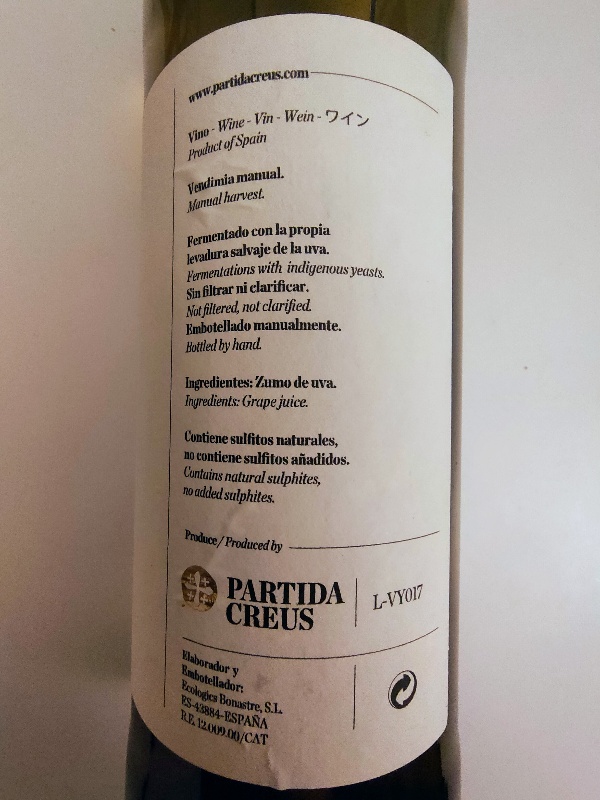 www.partidacreus.com
Vino - Wine - Vin - Wein - ワイン
Product of Spain
Vendimia manual.
Manual harvest.
Fermentado con la propia
levadura salvaje de la uva.
Fermentations with indigenous yeasts.
Sin filtrar ni clarificar.
Not filtered, not clarified.
Embotellado manualmente.
Bottled by hand.
Ingredientes: Zumo de uva.
Ingredients: Grape juice.
Contiene sulfitos naturales,
no contiene sulfitos añadidos.
Contains natural sulphites,
no added sulphites.
Produce / Produced by
PARTIDA
CREUS
L-VY017
Elaborador y
Embotellador:
Ecologics Bonastre, S.L.
ES-43884-ESPAÑA
R.E. 12.009.00/CAT